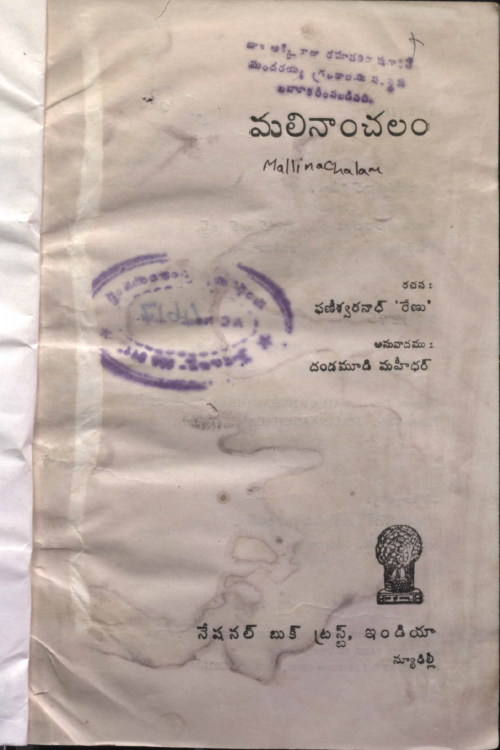 మలినాంచలం
Mallinachalam
రచన :
ఫణీశ్వరనాథ్ 'రేణు'
అనువాదము :
దండమూడి మహీధర్
నేషనల్ బుక్ ట్రస్ట్, ఇండియా
న్యూఢిల్లీ